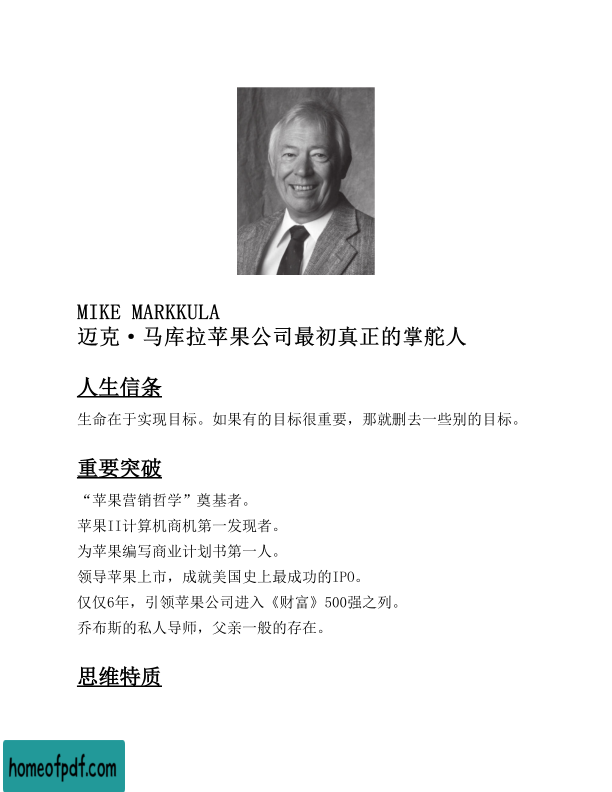 MIKE MARKKULA
迈克·马库拉苹果公司最初真正的掌舵人
人生信条
生命在于实现目标。如果有的目标很重要，那就删去一些别的目标。
重要突破
“苹果营销哲学”奠基者。
苹果II计算机商机第一发现者。
为苹果编写商业计划书第一人。
领导苹果上市，成就美国史上最成功的IPO。
仅仅6年，引领苹果公司进入《财富》500强之列。
乔布斯的私人导师，父亲一般的存在。
思维特质
homeofpdf.com